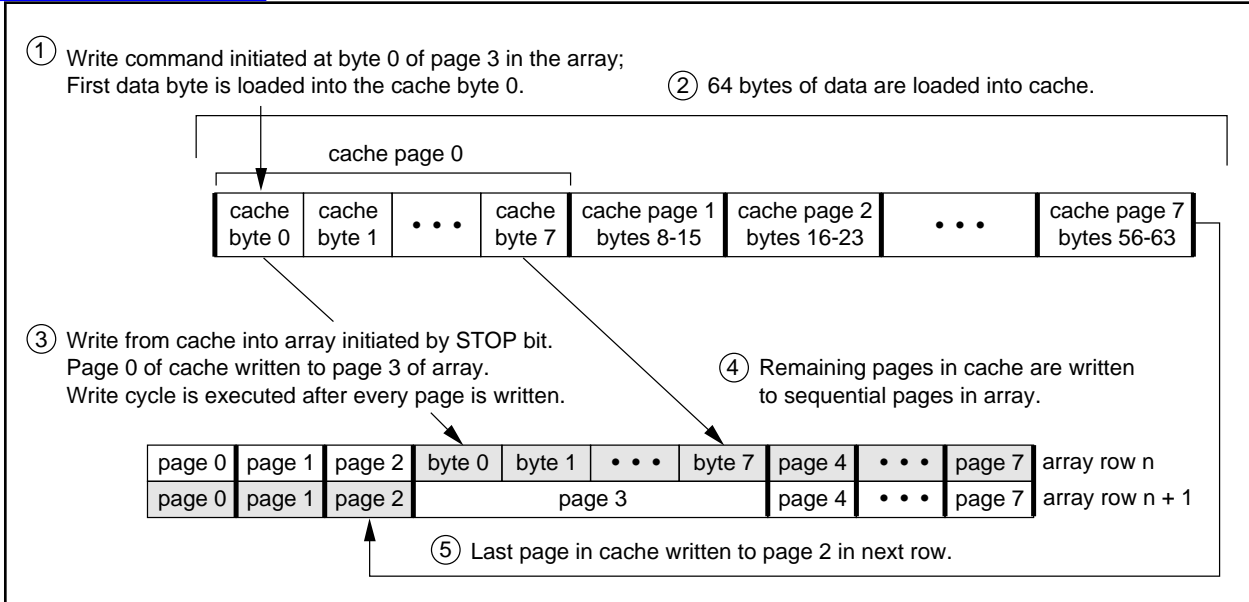 ① Write command initiated at byte 0 of page 3 in the array;
First data byte is loaded into the cache byte 0.
② 64 bytes of data are loaded into cache.
cache page 0
cache byte 0
cache byte 1
• • •
cache byte 7
cache page 1 bytes 8-15
cache page 2 bytes 16-23
• • •
cache page 7 bytes 56-63
③ Write from cache into array initiated by STOP bit.
Page 0 of cache written to page 3 of array.
Write cycle is executed after every page is written.
④ Remaining pages in cache are written
to sequential pages in array.
page 0 page 1 page 2 byte 0 byte 1 • • • byte 7 page 4 • • • page 7 array row n
page 0 page 1 page 2 page 3 page 4 • • • page 7 array row n + 1
⑤ Last page in cache written to page 2 in next row.